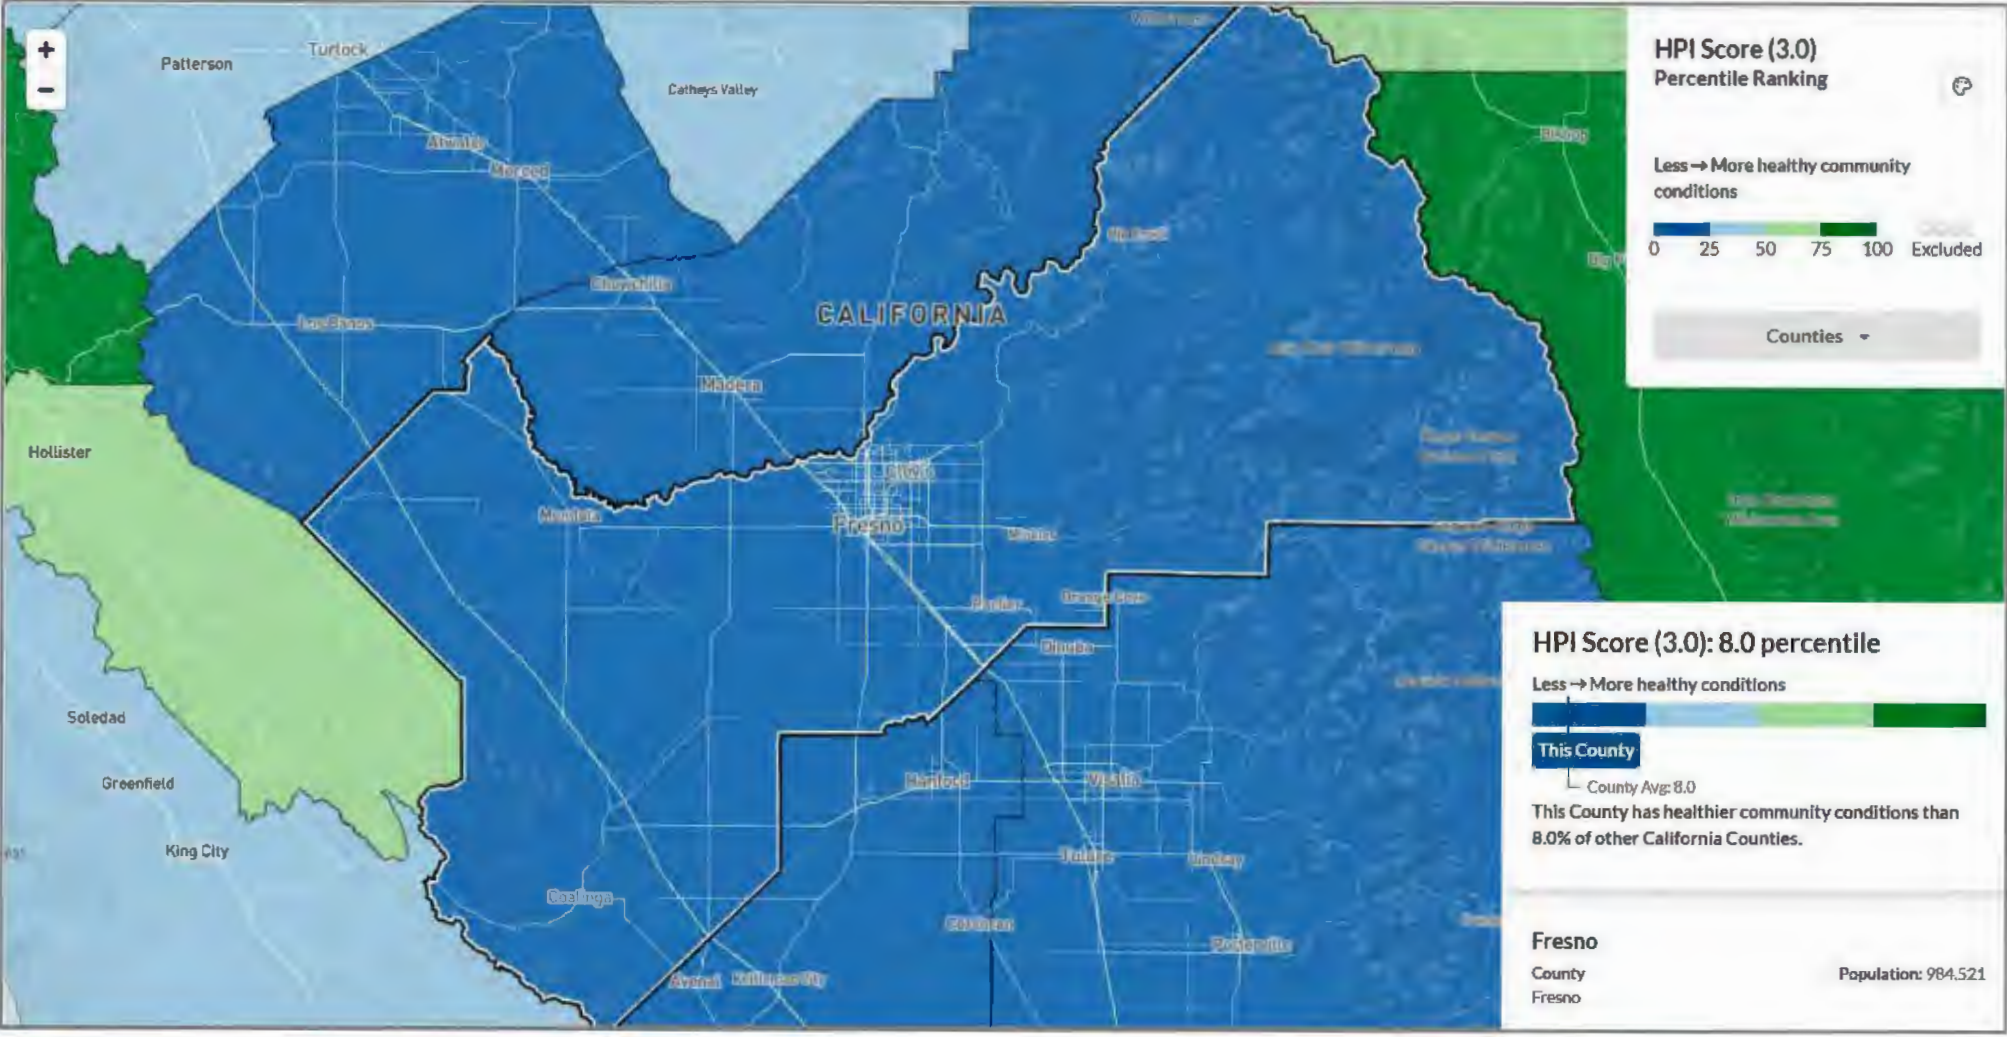 +
−
Patterson
Turlock
Catheys Valley
Atwater
Merced
Bishop
Chowchilla
CALIFORNIA
Los Banos
Madera
Hollister
Clovis
Mendota
Fresno
Parlier
Orange Cove
Dinuba
Soledad
Greenfield
King City
Hanford
Visalia
Tulare
Lindsay
Coalinga
Corcoran
Porterville
Avenal
Kettleman City
HPI Score (3.0)
Percentile Ranking
Less → More healthy community
conditions
0 25 50 75 100 Excluded
Counties
HPI Score (3.0): 8.0 percentile
Less → More healthy conditions
This County
County Avg: 8.0
This County has healthier community conditions than
8.0% of other California Counties.
Fresno
County
Population: 984,521
Fresno